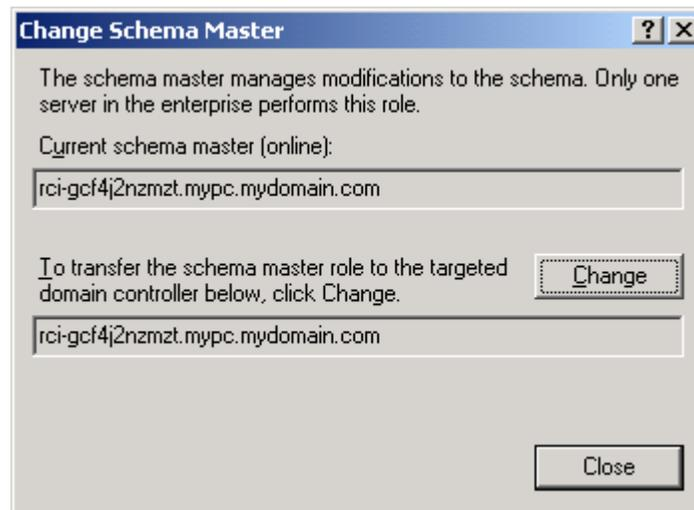 Change Schema Master
The schema master manages modifications to the schema. Only one
server in the enterprise performs this role.
Current schema master (online):
rci-gcf4j2nzmzt.mypc.mydomain.com
To transfer the schema master role to the targeted
domain controller below, click Change.
Change
rci-gcf4j2nzmzt.mypc.mydomain.com
Close